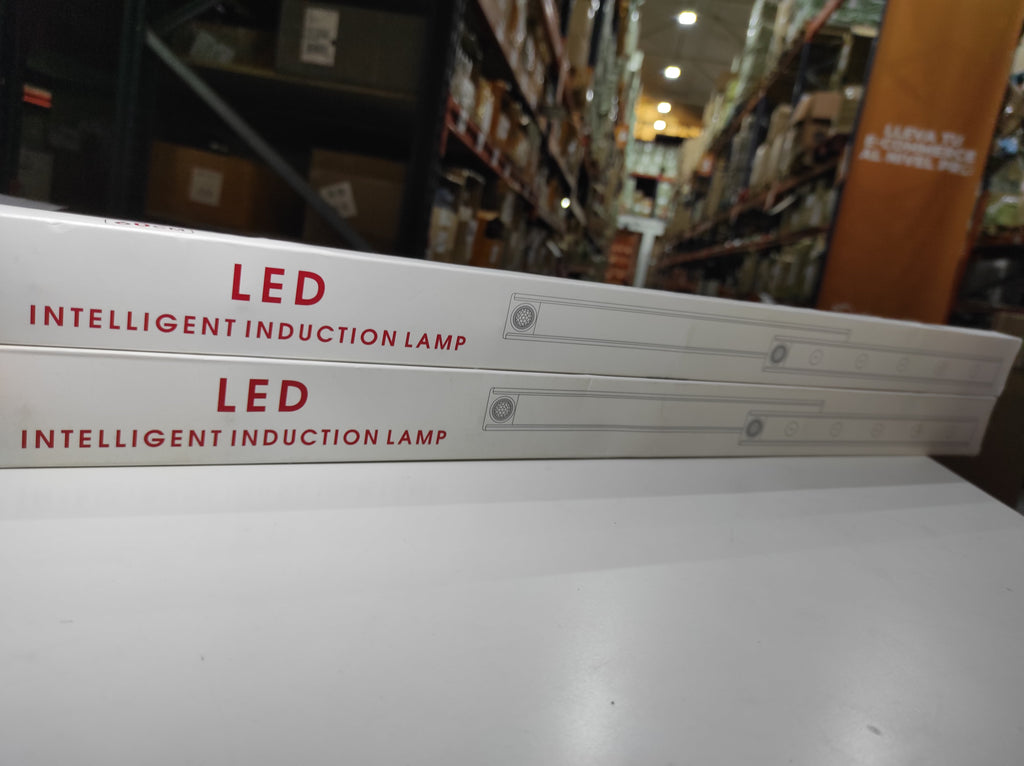 LLEVA TU
E-COMMERCE
AL NIVEL PRO
LED
INTELLIGENT INDUCTION LAMP
LED
INTELLIGENT INDUCTION LAMP